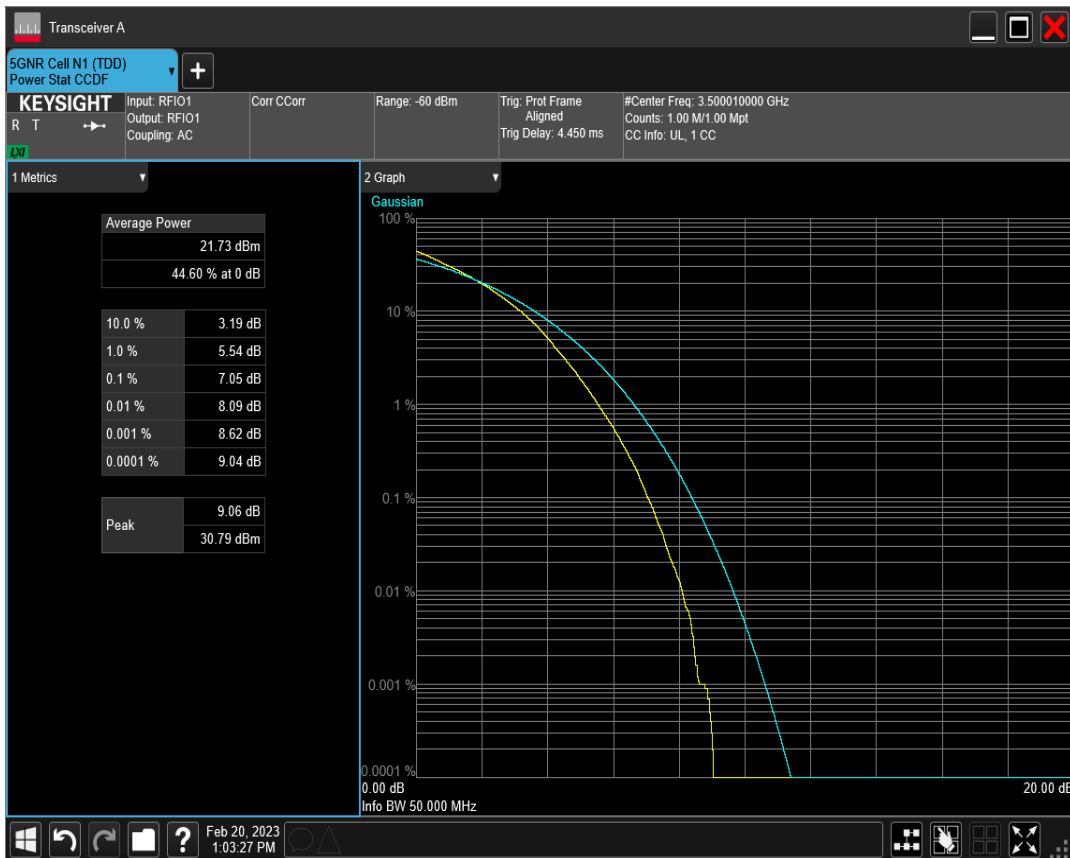 Transceiver A
5GNR Cell N1 (TDD)
Power Stat CCDF
+
KEYSIGHT
R T
LXI
Input: RFIO1
Output: RFIO1
Coupling: AC
Corr CCorr
Range: -60 dBm
Trig: Prot Frame
Aligned
Trig Delay: 4.450 ms
#Center Freq: 3.500010000 GHz
Counts: 1.00 M/1.00 Mpt
CC Info: UL, 1 CC
1 Metrics
Average Power
21.73 dBm
44.60 % at 0 dB
10.0 % 3.19 dB
1.0 % 5.54 dB
0.1 % 7.05 dB
0.01 % 8.09 dB
0.001 % 8.62 dB
0.0001 % 9.04 dB
Peak
9.06 dB
30.79 dBm
2 Graph
Gaussian
100 %
10 %
1 %
0.1 %
0.01 %
0.001 %
0.0001 %
0.00 dB 20.00 dB
Info BW 50.000 MHz
?
Feb 20, 2023
1:03:27 PM